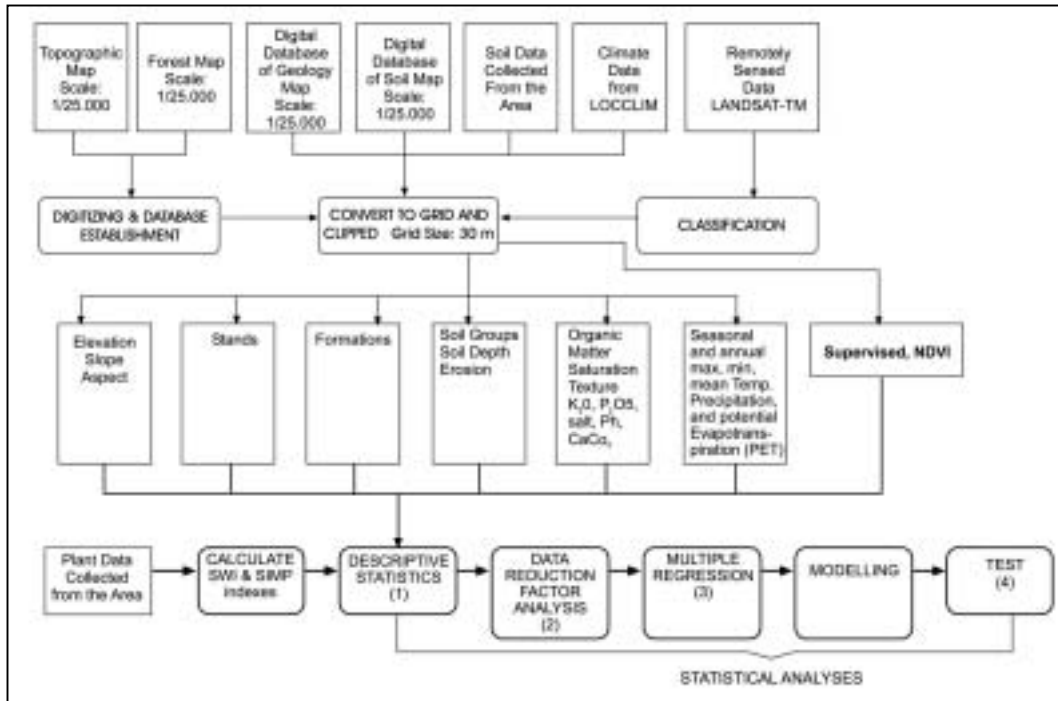 Topographic
Map
Scale:
1/25.000
Forest Map
Scale:
1/25.000
Digital
Database
of Geology
Map
Scale:
1/25.000
Digital
Database
of Soil Map
Scale:
1/25.000
Soil Data
Collected
From the
Area
Climate
Data
from
LOCCLIM
Remotely
Sensed
Data
LANDSAT-TM
DIGITIZING & DATABASE
ESTABLISHMENT
CONVERT TO GRID AND
CLIPPED Grid Size: 30 m
CLASSIFICATION
Elevation
Slope
Aspect
Stands
Formations
Soil Groups
Soil Depth
Erosion
Organic
Matter
Saturation
Texture
K₂0, P₂O5,
salt, Ph,
CaCo₃
Seasonal
and annual
max, min,
mean Temp.
Precipitation,
and potential
Evapotrans-
piration (PET)
Supervised, NDVI
Plant Data
Collected
from the Area
CALCULATE
SWI & SIMP
indexes
DESCRIPTIVE
STATISTICS
(1)
DATA
REDUCTION
FACTOR
ANALYSIS
(2)
MULTIPLE
REGRESSION
(3)
MODELLING
TEST
(4)
STATISTICAL ANALYSES